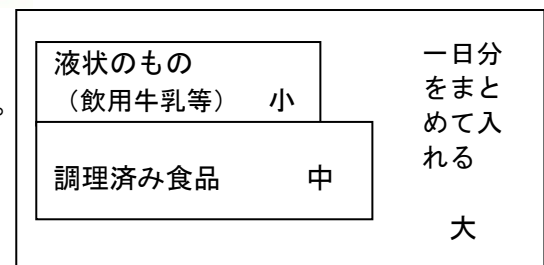 液状のもの
（飲用牛乳等）　小
調理済み食品　中
一日分
をまと
めて入
れる
大
。